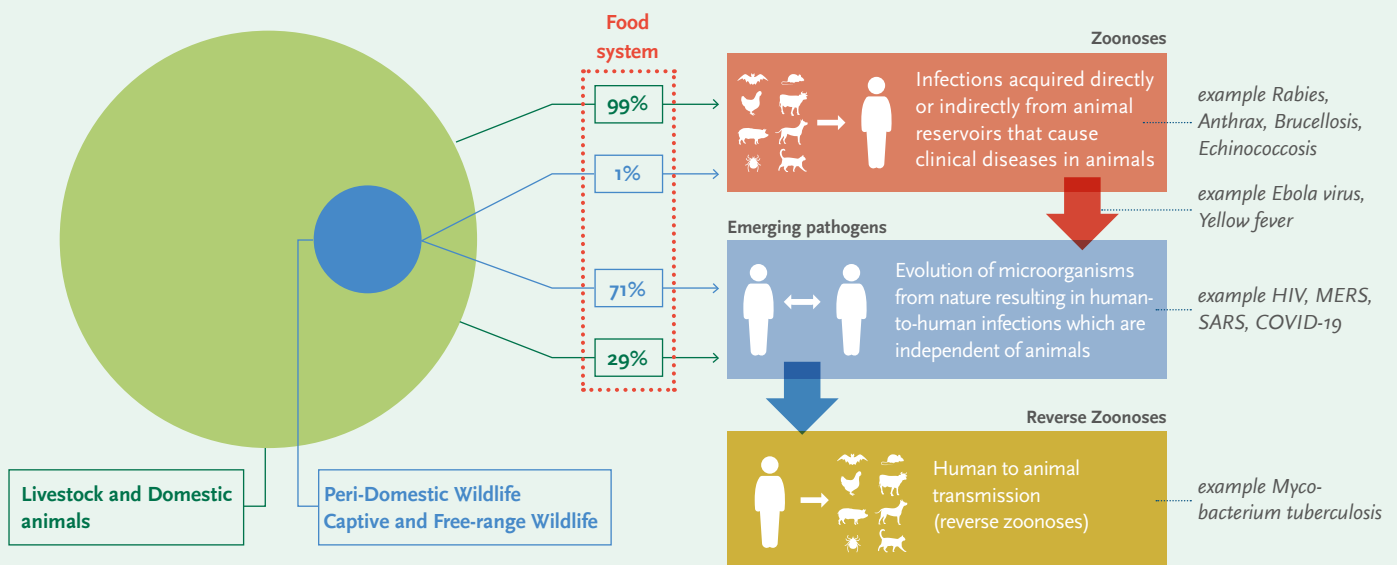 Food
system
99%
1%
71%
29%
Livestock and Domestic
animals
Peri-Domestic Wildlife
Captive and Free-range Wildlife
Zoonoses
Infections acquired directly
or indirectly from animal
reservoirs that cause
clinical diseases in animals
example Rabies,
Anthrax, Brucellosis,
Echinococcosis
example Ebola virus,
Yellow fever
Emerging pathogens
Evolution of microorganisms
from nature resulting in human-
to-human infections which are
independent of animals
example HIV, MERS,
SARS, COVID-19
Reverse Zoonoses
Human to animal
transmission
(reverse zoonoses)
example Myco-
bacterium tuberculosis